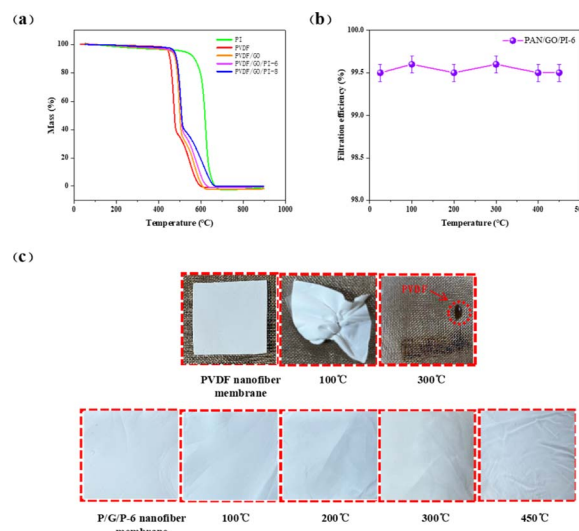 (a)
100
80
60
40
20
0
Mass (%)
0
200
400
600
800
1000
Temperature (℃)
PI
PVDF
PVDF/GO
PVDF/GO/PI-6
PVDF/GO/PI-8
(b)
100.0
99.5
99.0
98.5
98.0
Filtration efficiency (%)
0
100
200
300
400
Temperature (℃)
PAN/GO/PI-6
(c)
PVDF
PVDF nanofiber
membrane
100℃
300℃
P/G/P-6 nanofiber
100℃
200℃
300℃
450℃